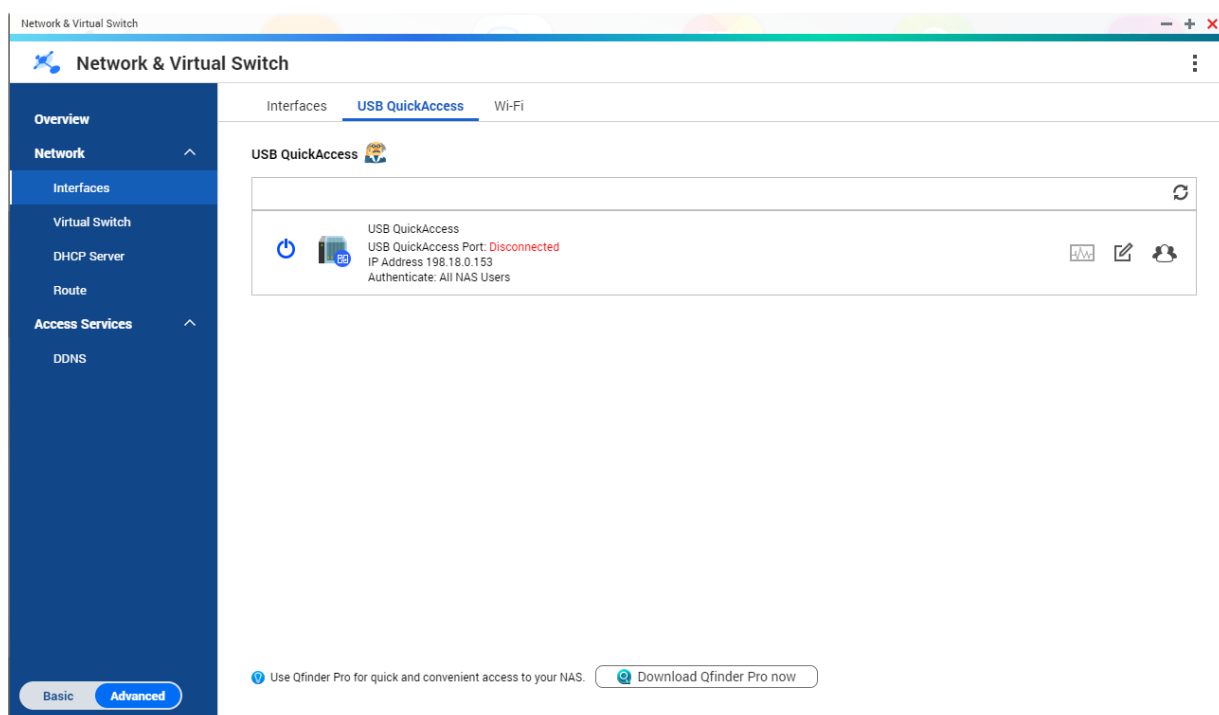 Network & Virtual Switch
Network & Virtual Switch
Overview
Network
Interfaces
Virtual Switch
DHCP Server
Route
Access Services
DDNS
Basic
Advanced
Interfaces
USB QuickAccess
Wi-Fi
USB QuickAccess
USB QuickAccess
USB QuickAccess Port: Disconnected
IP Address 198.18.0.153
Authenticate: All NAS Users
Use Qfinder Pro for quick and convenient access to your NAS.
Download Qfinder Pro now